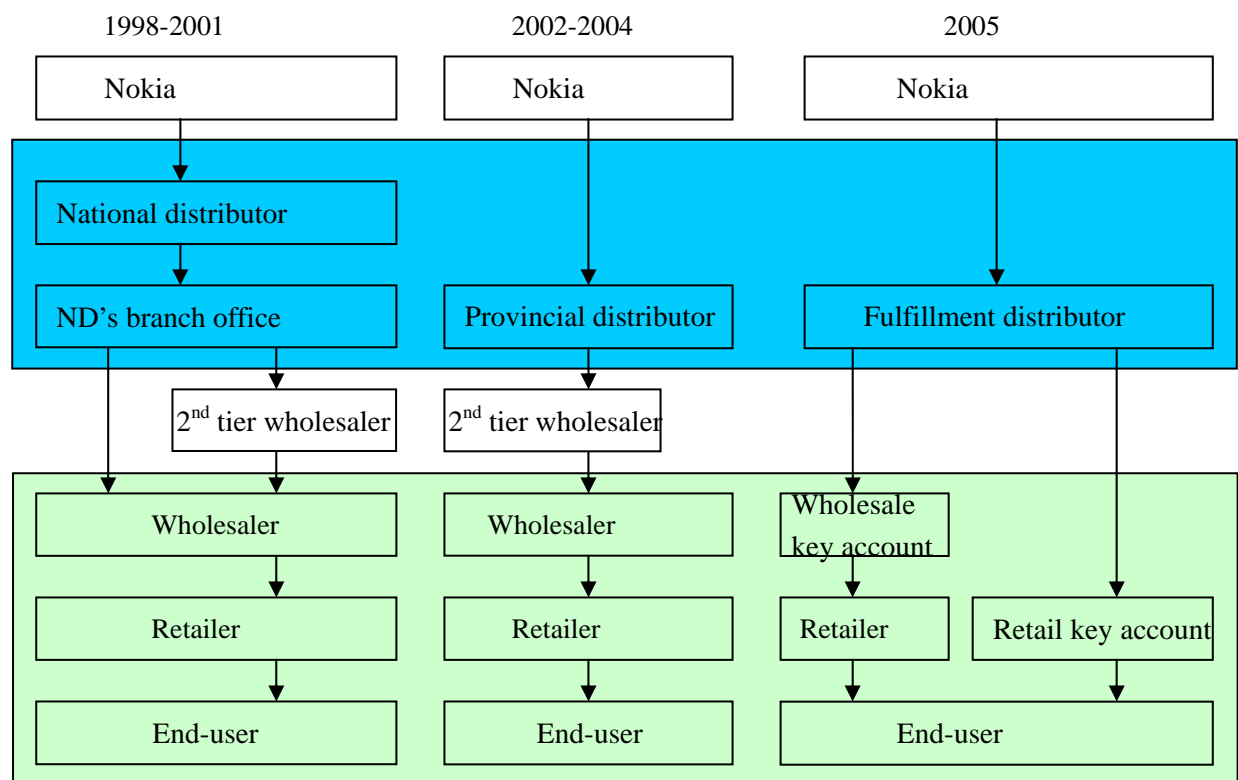 1998-2001 2002-2004 2005
Nokia Nokia Nokia
National distributor
ND’s branch office Provincial distributor Fulfillment distributor
2nd tier wholesaler 2nd tier wholesaler
Wholesaler Wholesaler Wholesale
key account
Retailer Retailer Retailer Retail key account
End-user End-user End-user